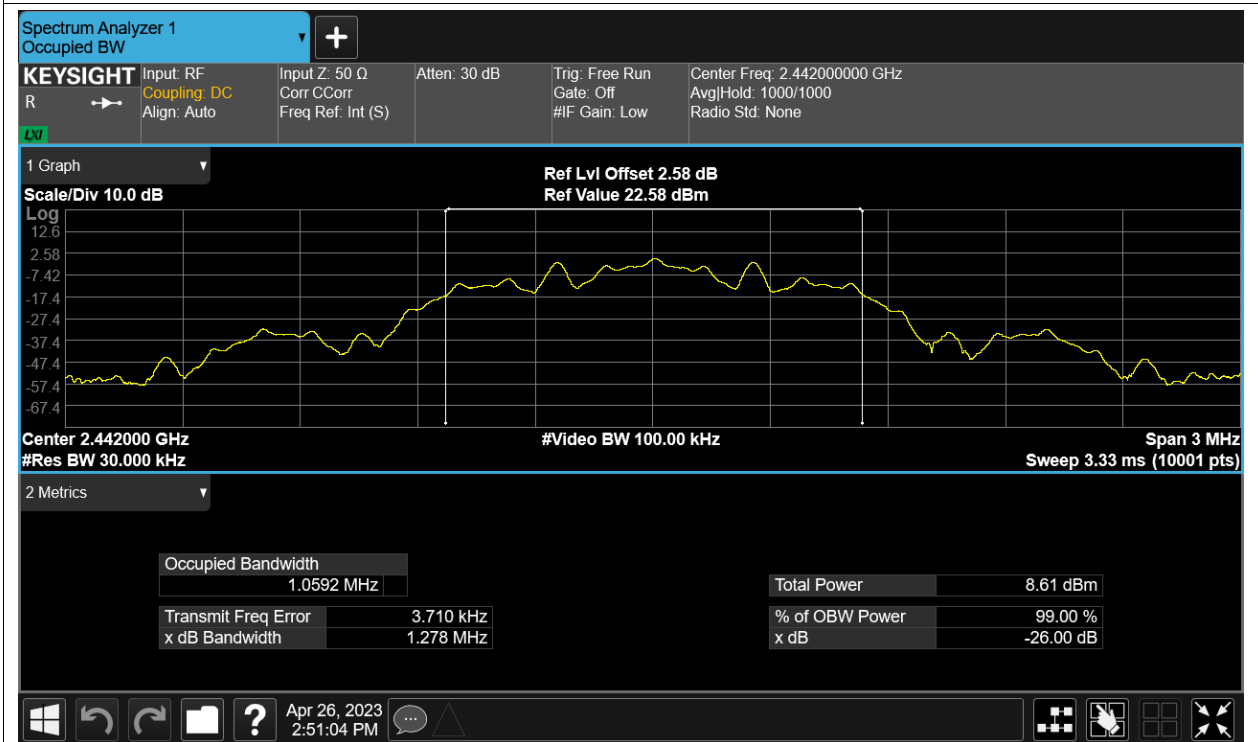 Spectrum Analyzer 1
Occupied BW
KEYSIGHT
R
LXI
Input: RF
Coupling: DC
Align: Auto
Input Z: 50 Ω
Corr CCorr
Freq Ref: Int (S)
Atten: 30 dB
Trig: Free Run
Gate: Off
#IF Gain: Low
Center Freq: 2.442000000 GHz
Avg|Hold: 1000/1000
Radio Std: None
1 Graph
Scale/Div 10.0 dB
Ref Lvl Offset 2.58 dB
Ref Value 22.58 dBm
Log
12.6
2.58
-7.42
-17.4
-27.4
-37.4
-47.4
-57.4
-67.4
Center 2.442000 GHz
#Video BW 100.00 kHz
Span 3 MHz
#Res BW 30.000 kHz
Sweep 3.33 ms (10001 pts)
2 Metrics
Occupied Bandwidth
1.0592 MHz
Total Power 8.61 dBm
Transmit Freq Error 3.710 kHz
% of OBW Power 99.00 %
x dB Bandwidth 1.278 MHz
x dB -26.00 dB
?
Apr 26, 2023
2:51:04 PM